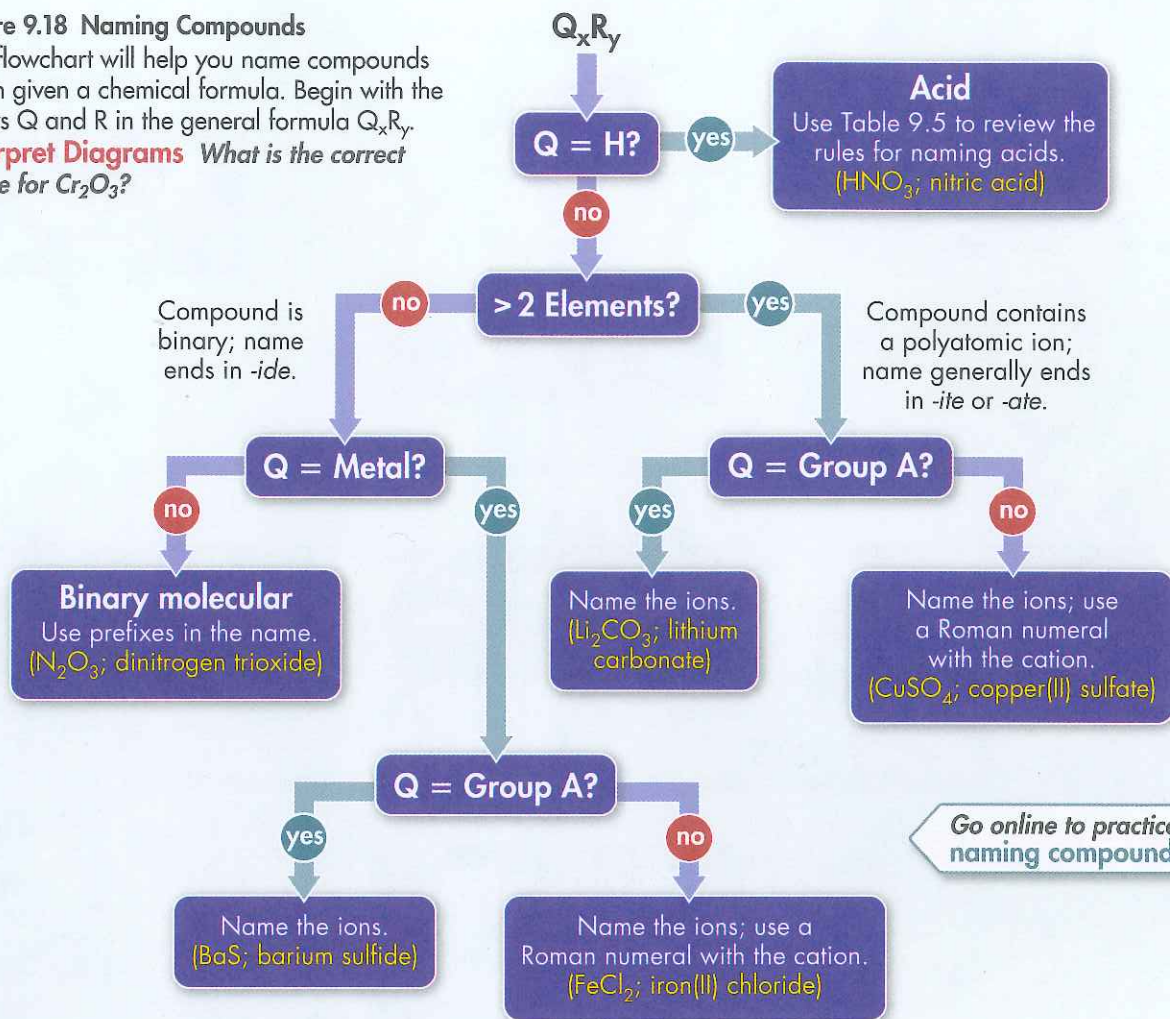 re 9.18 Naming Compounds
flowchart will help you name compounds
n given a chemical formula. Begin with the
s Q and R in the general formula QxRy.
rpret Diagrams What is the correct
e for Cr₂O₃?
QxRy
Q = H?
yes
Acid
Use Table 9.5 to review the
rules for naming acids.
(HNO₃; nitric acid)
no
> 2 Elements?
no
yes
Compound is
binary; name
ends in -ide.
Compound contains
a polyatomic ion;
name generally ends
in -ite or -ate.
Q = Metal?
no
yes
Q = Group A?
yes
no
Binary molecular
Use prefixes in the name.
(N₂O₃; dinitrogen trioxide)
Name the ions.
(Li₂CO₃; lithium
carbonate)
Name the ions; use
a Roman numeral
with the cation.
(CuSO₄; copper(II) sulfate)
Q = Group A?
yes
no
Name the ions.
(BaS; barium sulfide)
Name the ions; use a
Roman numeral with the cation.
(FeCl₂; iron(II) chloride)
Go online to practice
naming compound